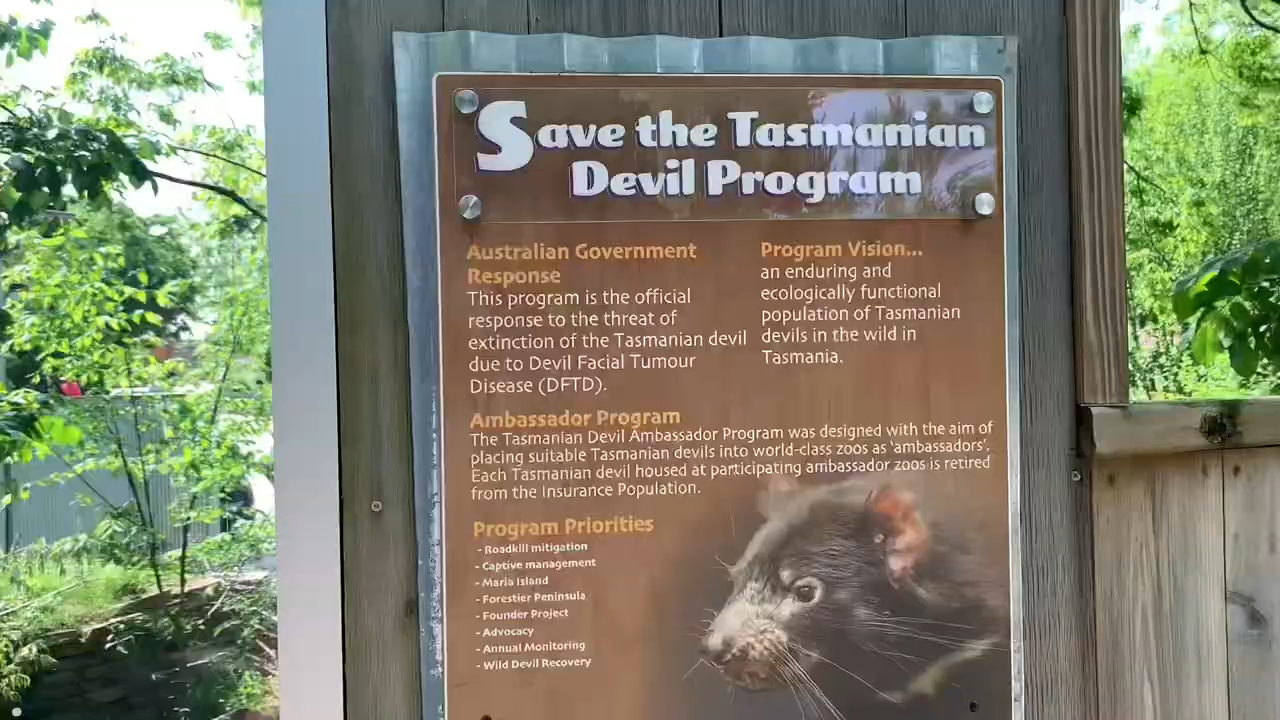 Save the Tasmanian
Devil Program
Australian Government
Response
This program is the official
response to the threat of
extinction of the Tasmanian devil
due to Devil Facial Tumour
Disease (DFTD).
Program Vision...
an enduring and
ecologically functional
population of Tasmanian
devils in the wild in
Tasmania.
Ambassador Program
The Tasmanian Devil Ambassador Program was designed with the aim of
placing suitable Tasmanian devils into world-class zoos as 'ambassadors'.
Each Tasmanian devil housed at participating ambassador zoos is retired
from the Insurance Population.
Program Priorities
- Roadkill mitigation
- Captive management
- Maria Island
- Forestier Peninsula
- Founder Project
- Advocacy
- Annual Monitoring
- Wild Devil Recovery